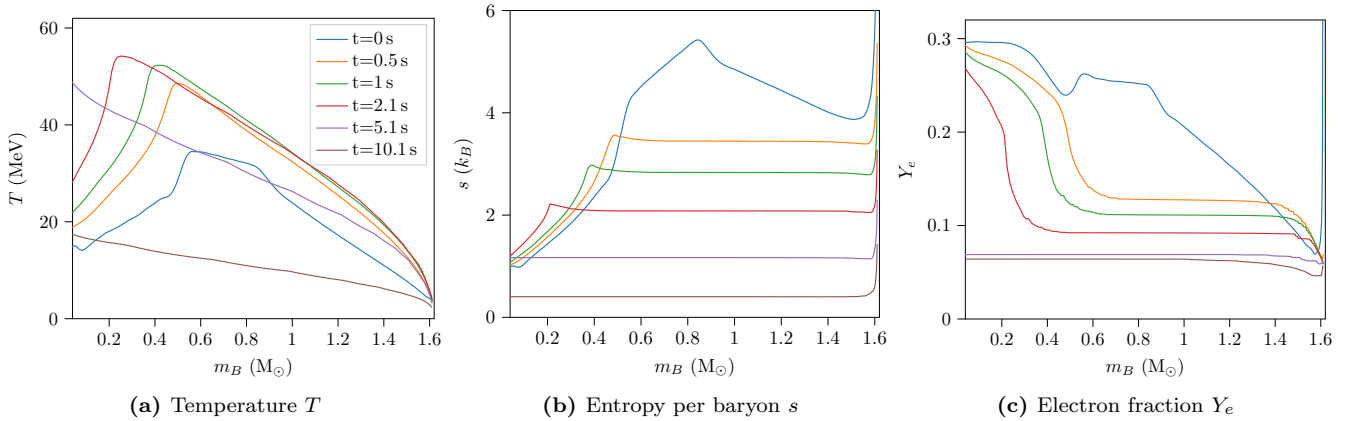 T (MeV)
60
40
20
0
0.2 0.4 0.6 0.8 1.0 1.2 1.4 1.6
m_B (M_⊙)
t=0 s
t=0.5 s
t=1 s
t=2.1 s
t=5.1 s
t=10.1 s
(a) Temperature T
s (k_B)
6
4
2
0
0.2 0.4 0.6 0.8 1.0 1.2 1.4 1.6
m_B (M_⊙)
(b) Entropy per baryon s
Y_e
0.3
0.2
0.1
0.0
0.2 0.4 0.6 0.8 1.0 1.2 1.4 1.6
m_B (M_⊙)
(c) Electron fraction Y_e